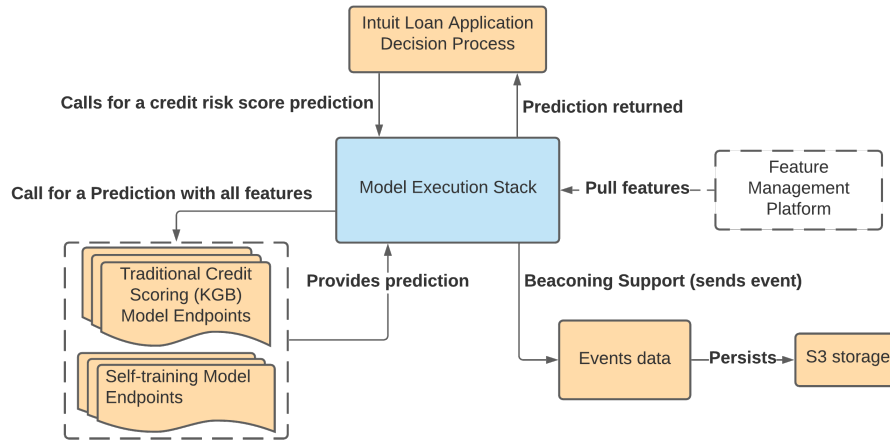 Intuit Loan Application
Decision Process
Calls for a credit risk score prediction
Prediction returned
Model Execution Stack
Pull features
Feature
Management
Platform
Call for a Prediction with all features
Traditional Credit
Scoring (KGB)
Model Endpoints
Provides prediction
Beaconing Support (sends event)
Self-training Model
Endpoints
Events data
Persists
S3 storage